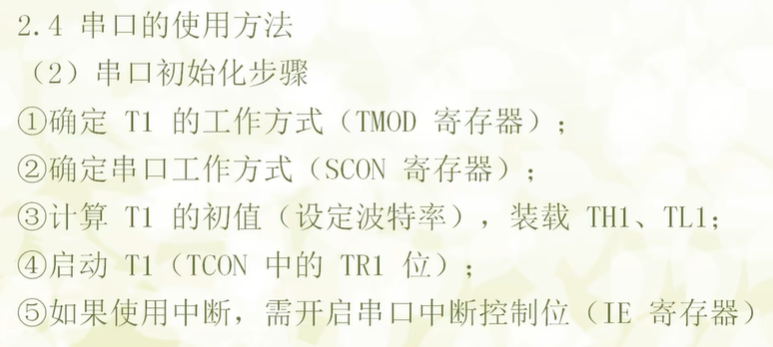 2.4 串口的使用方法
（2）串口初始化步骤
①确定 T1 的工作方式（TMOD 寄存器）；
②确定串口工作方式（SCON 寄存器）；
③计算 T1 的初值（设定波特率），装载 TH1、TL1；
④启动 T1（TCON 中的 TR1 位）；
⑤如果使用中断，需开启串口中断控制位（IE 寄存器）